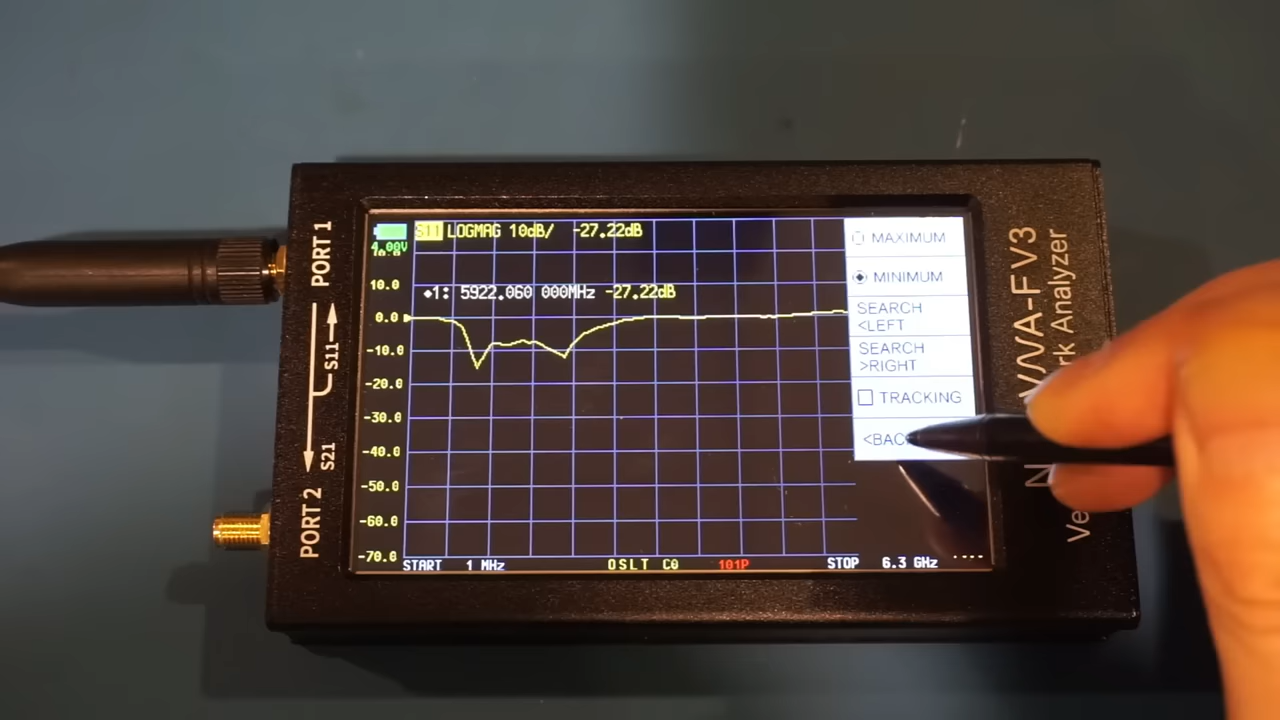 PORT 1
S11
S21
PORT 2
4.00V
S11 LOGMAG 10dB/ -27.22dB
1: 5922.060 000MHz -27.22dB
10.0
0.0
-10.0
-20.0
-30.0
-40.0
-50.0
-60.0
-70.0
START 1 MHz OSLT C0 101P STOP 6.3 GHz
MAXIMUM
MINIMUM
SEARCH
<LEFT
SEARCH
>RIGHT
TRACKING
<BAC
VNA-FV3
Analyzer